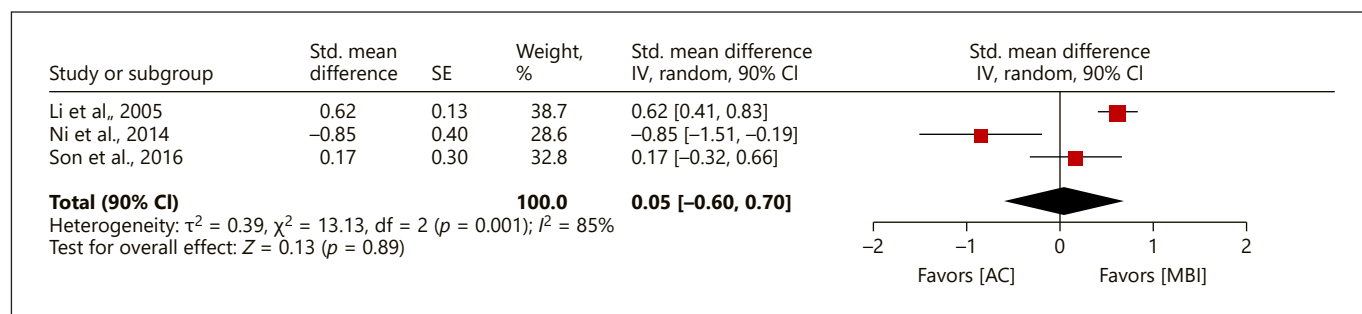 Study or subgroup Std. mean difference SE Weight, % Std. mean difference IV, random, 90% Cl Std. mean difference IV, random, 90% Cl
Li et al„ 2005 0.62 0.13 38.7 0.62 [0.41, 0.83]
Ni et al., 2014 –0.85 0.40 28.6 –0.85 [–1.51, –0.19]
Son et al., 2016 0.17 0.30 32.8 0.17 [–0.32, 0.66]
Total (90% Cl) 100.0 0.05 [–0.60, 0.70]
Heterogeneity: τ² = 0.39, χ² = 13.13, df = 2 (p = 0.001); I² = 85%
Test for overall effect: Z = 0.13 (p = 0.89)
–2 –1 0 1 2
Favors [AC] Favors [MBI]